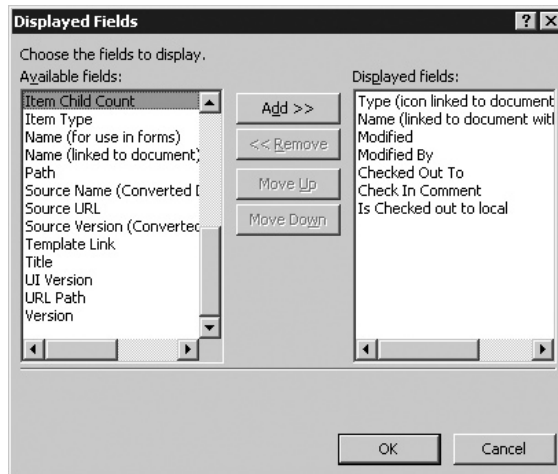 Displayed Fields
Choose the fields to display.
Available fields:
Item Child Count
Item Type
Name (for use in forms)
Name (linked to document)
Path
Source Name (Converted D
Source URL
Source Version (Converted
Template Link
Title
UI Version
URL Path
Version
Add >>
<< Remove
Move Up
Move Down
Displayed fields:
Type (icon linked to document
Name (linked to document wit
Modified
Modified By
Checked Out To
Check In Comment
Is Checked out to local
OK
Cancel